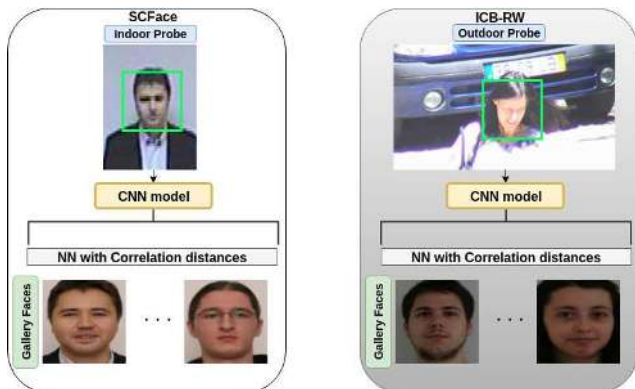 SCFace
Indoor Probe
CNN model
NN with Correlation distances
Gallery Faces
. . .
ICB-RW
Outdoor Probe
CNN model
NN with Correlation distances
Gallery Faces
. . .